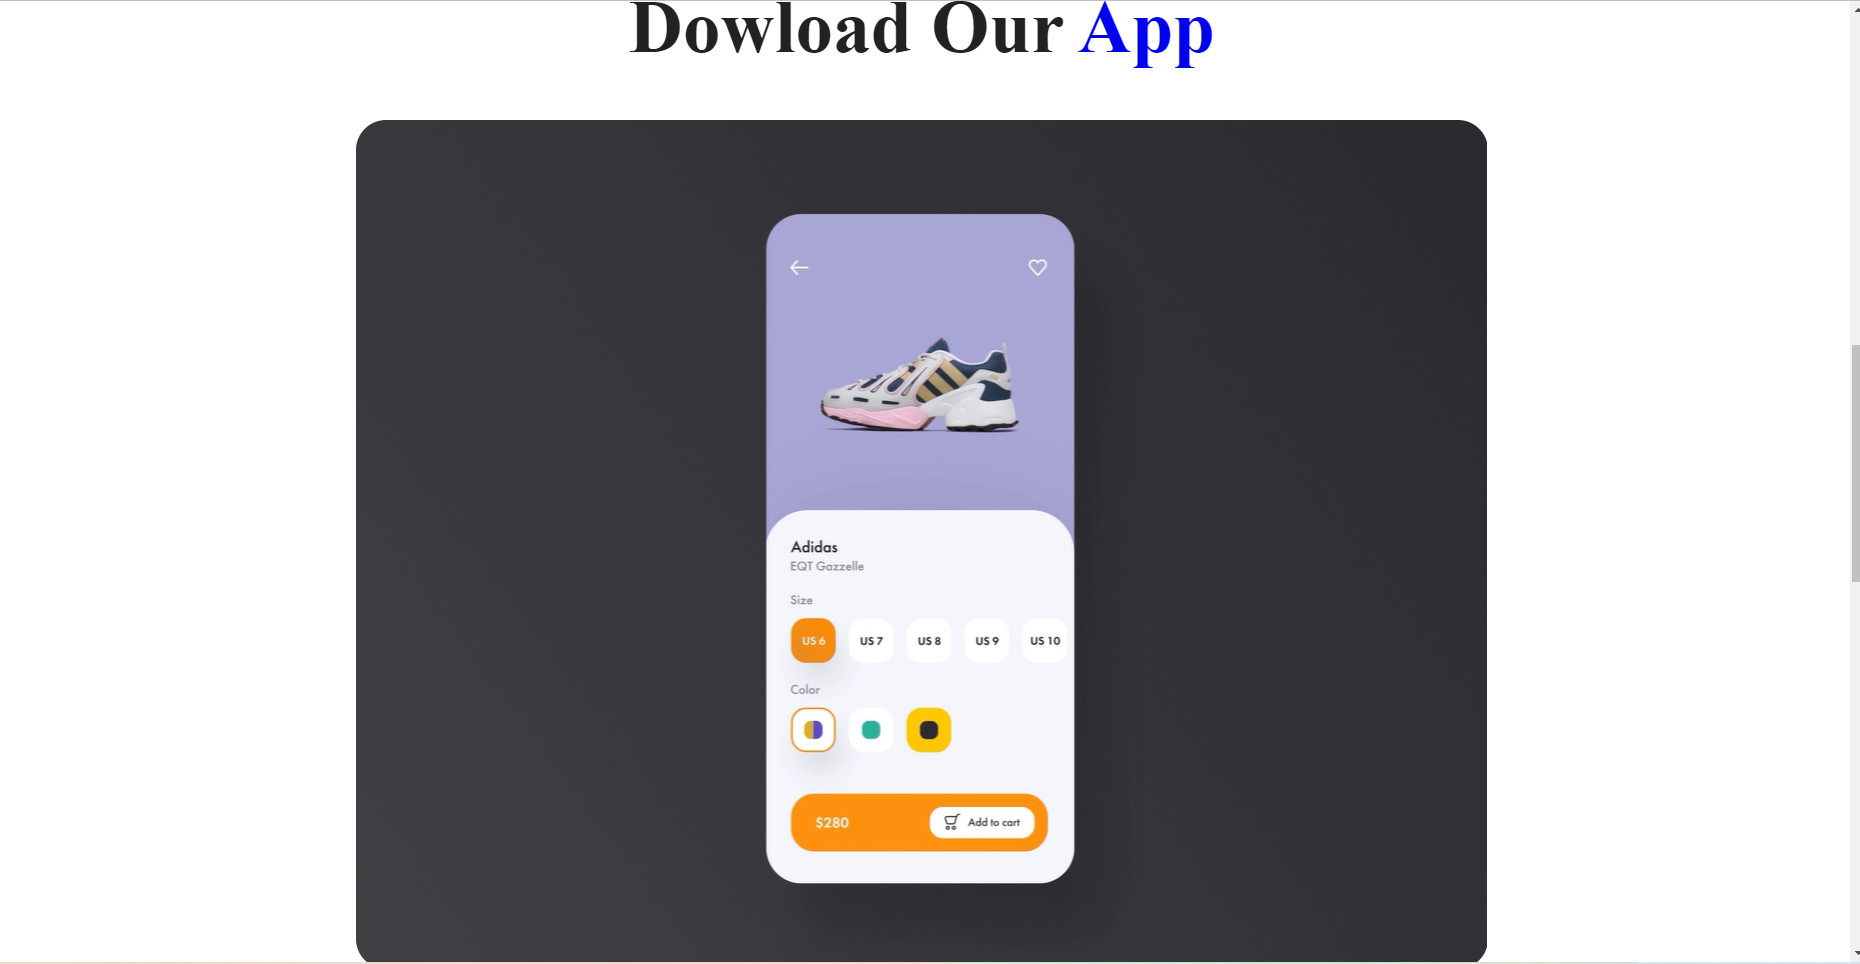 Dowload Our App
Adidas
EQT Gazzelle
Size
US 6 US 7 US 8 US 9 US 10
Color
$280 Add to cart